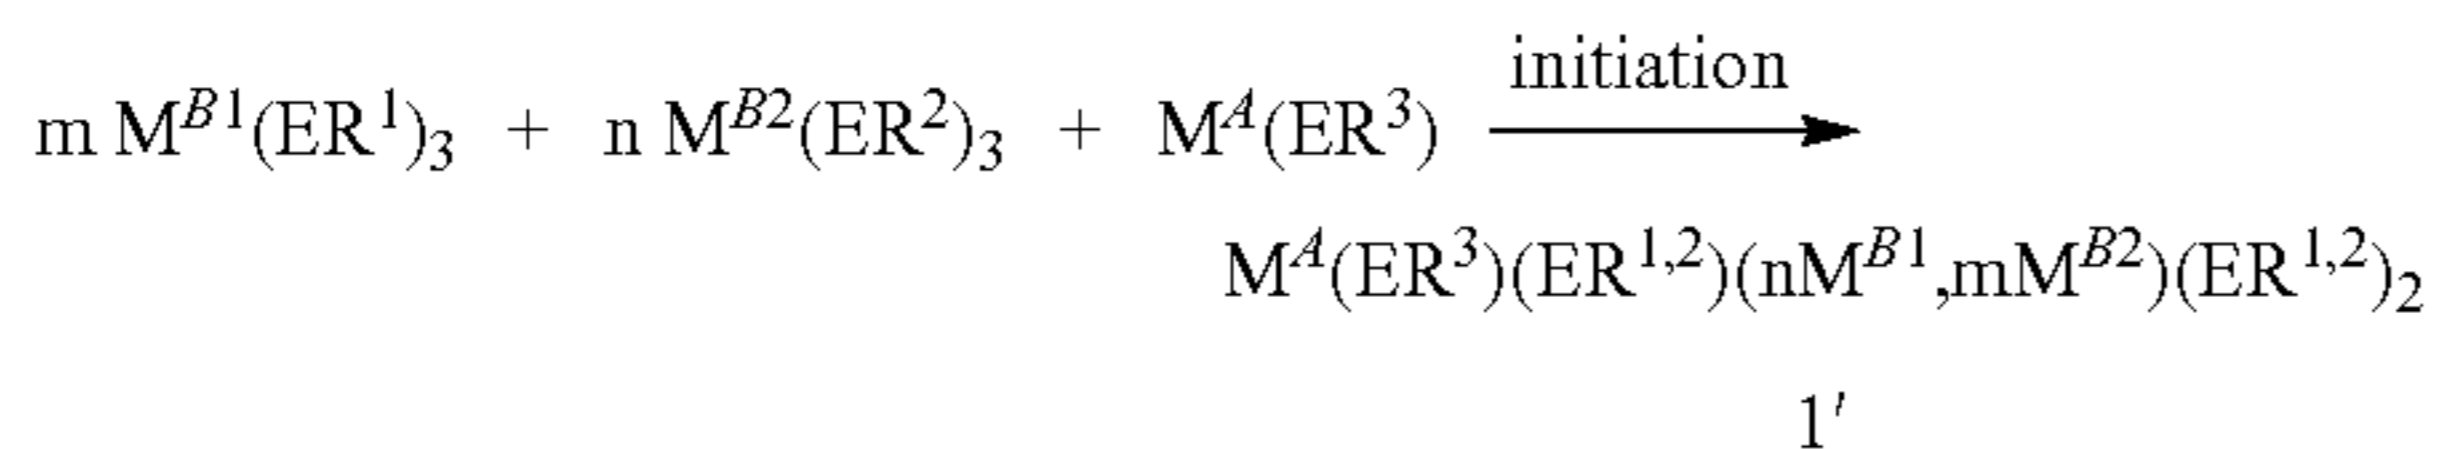 initiation
m M^B1(ER^1)_3 + n M^B2(ER^2)_3 + M^A(ER^3)
M^A(ER^3)(ER^1,2)(nM^B1,mM^B2)(ER^1,2)_2
1′